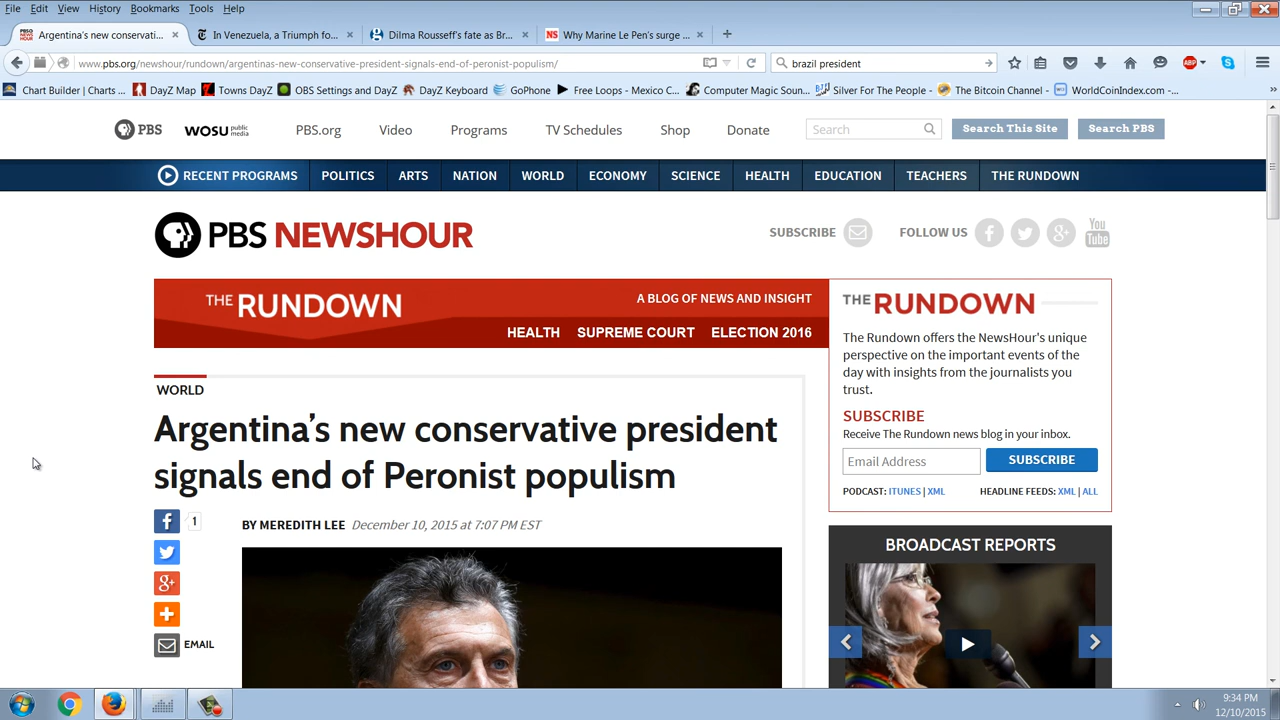 File Edit View History Bookmarks Tools Help
Argentina's new conservati...
In Venezuela, a Triumph fo...
Dilma Rousseff's fate as Br...
Why Marine Le Pen's surge ...
www.pbs.org/newshour/rundown/argentinas-new-conservative-president-signals-end-of-peronist-populism/
brazil president
Chart Builder | Charts ...
DayZ Map
Towns DayZ
OBS Settings and DayZ
DayZ Keyboard
GoPhone
Free Loops - Mexico C...
Computer Magic Soun...
Silver For The People - ...
The Bitcoin Channel - ...
WorldCoinIndex.com -...
PBS
WOSU public media
PBS.org Video Programs TV Schedules Shop Donate
Search
Search This Site
Search PBS
RECENT PROGRAMS POLITICS ARTS NATION WORLD ECONOMY SCIENCE HEALTH EDUCATION TEACHERS THE RUNDOWN
PBS NEWSHOUR
SUBSCRIBE
FOLLOW US
You Tube
THE RUNDOWN
A BLOG OF NEWS AND INSIGHT
HEALTH SUPREME COURT ELECTION 2016
THE RUNDOWN
The Rundown offers the NewsHour's unique
perspective on the important events of the
day with insights from the journalists you
trust.
SUBSCRIBE
Receive The Rundown news blog in your inbox.
Email Address
SUBSCRIBE
PODCAST: ITUNES | XML
HEADLINE FEEDS: XML | ALL
WORLD
Argentina's new conservative president
signals end of Peronist populism
1
BY MEREDITH LEE December 10, 2015 at 7:07 PM EST
EMAIL
BROADCAST REPORTS
9:34 PM
12/10/2015